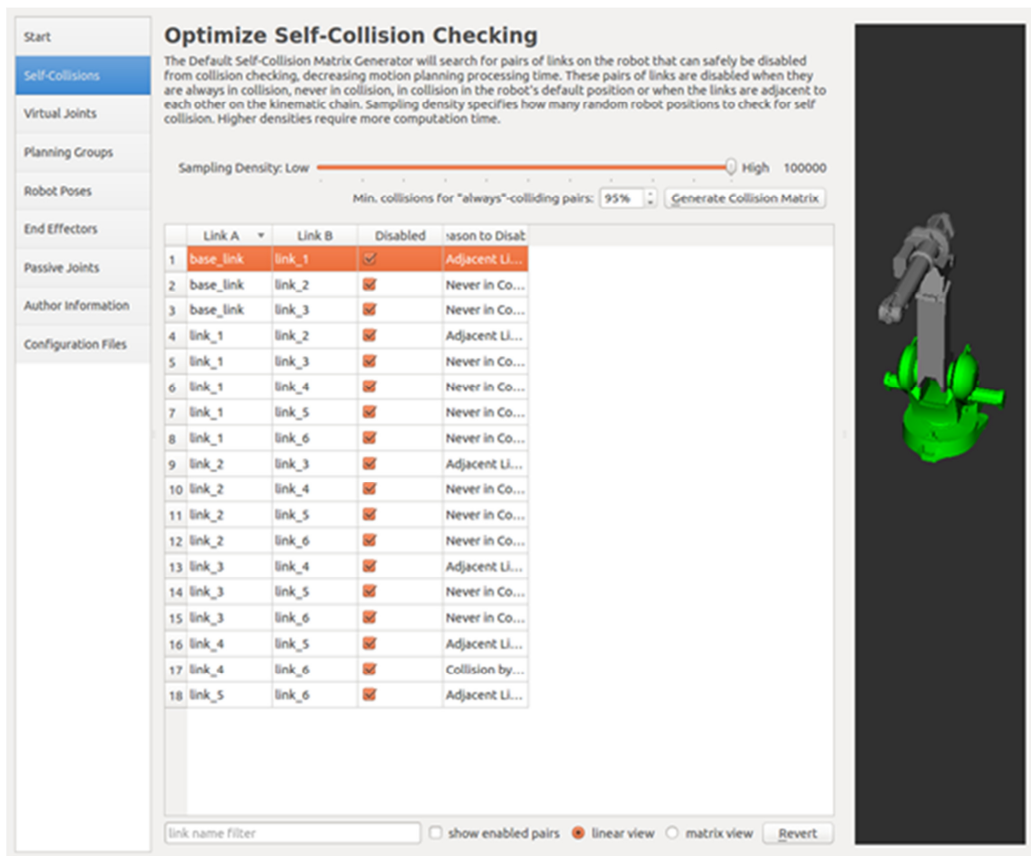 Start
Self-Collisions
Virtual Joints
Planning Groups
Robot Poses
End Effectors
Passive Joints
Author Information
Configuration Files
Optimize Self-Collision Checking
The Default Self-Collision Matrix Generator will search for pairs of links on the robot that can safely be disabled
from collision checking, decreasing motion planning processing time. These pairs of links are disabled when they
are always in collision, never in collision, in collision in the robot's default position or when the links are adjacent to
each other on the kinematic chain. Sampling density specifies how many random robot positions to check for self
collision. Higher densities require more computation time.
Sampling Density: Low High 100000
Min. collisions for "always"-colliding pairs: 95% Generate Collision Matrix
Link A Link B Disabled ason to Disab
1 base_link link_1 Adjacent Li...
2 base_link link_2 Never in Co...
3 base_link link_3 Never in Co...
4 link_1 link_2 Adjacent Li...
5 link_1 link_3 Never in Co...
6 link_1 link_4 Never in Co...
7 link_1 link_5 Never in Co...
8 link_1 link_6 Never in Co...
9 link_2 link_3 Adjacent Li...
10 link_2 link_4 Never in Co...
11 link_2 link_5 Never in Co...
12 link_2 link_6 Never in Co...
13 link_3 link_4 Adjacent Li...
14 link_3 link_5 Never in Co...
15 link_3 link_6 Never in Co...
16 link_4 link_5 Adjacent Li...
17 link_4 link_6 Collision by...
18 link_5 link_6 Adjacent Li...
link name filter show enabled pairs linear view matrix view Revert